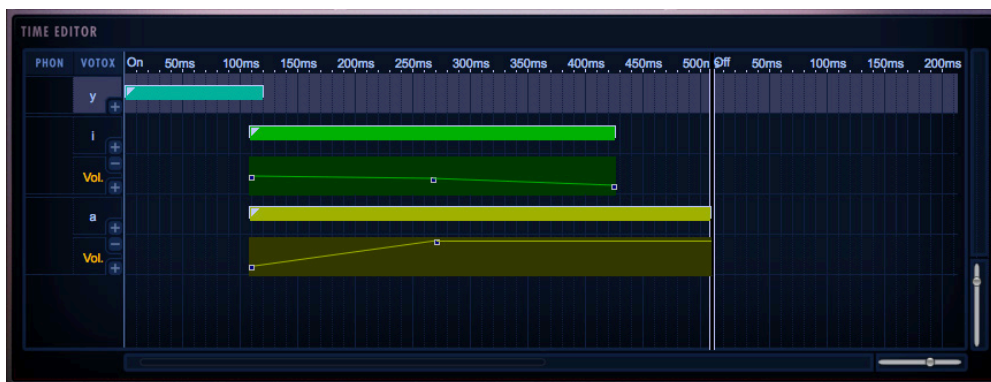 TIME EDITOR
PHON VOTOX On 50ms 100ms 150ms 200ms 250ms 300ms 350ms 400ms 450ms 500n Off 50ms 100ms 150ms 200ms
y
+
i
+
−
Vol.
+
a
+
−
Vol.
+